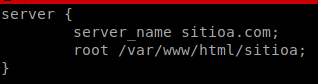 server {
        server_name sitioa.com;
        root /var/www/html/sitioa;
}